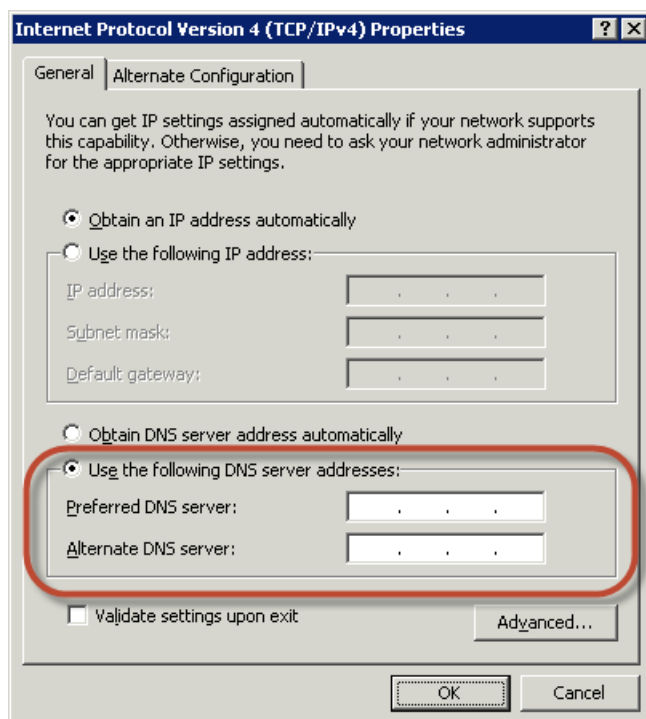 Internet Protocol Version 4 (TCP/IPv4) Properties
General
Alternate Configuration
You can get IP settings assigned automatically if your network supports
this capability. Otherwise, you need to ask your network administrator
for the appropriate IP settings.
Obtain an IP address automatically
Use the following IP address:
IP address:
Subnet mask:
Default gateway:
Obtain DNS server address automatically
Use the following DNS server addresses:
Preferred DNS server:
Alternate DNS server:
Validate settings upon exit
Advanced...
OK
Cancel